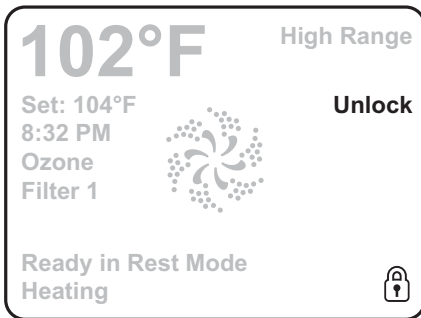 102°F
High Range
Set: 104°F
Unlock
8:32 PM
Ozone
Filter 1
Ready in Rest Mode
Heating